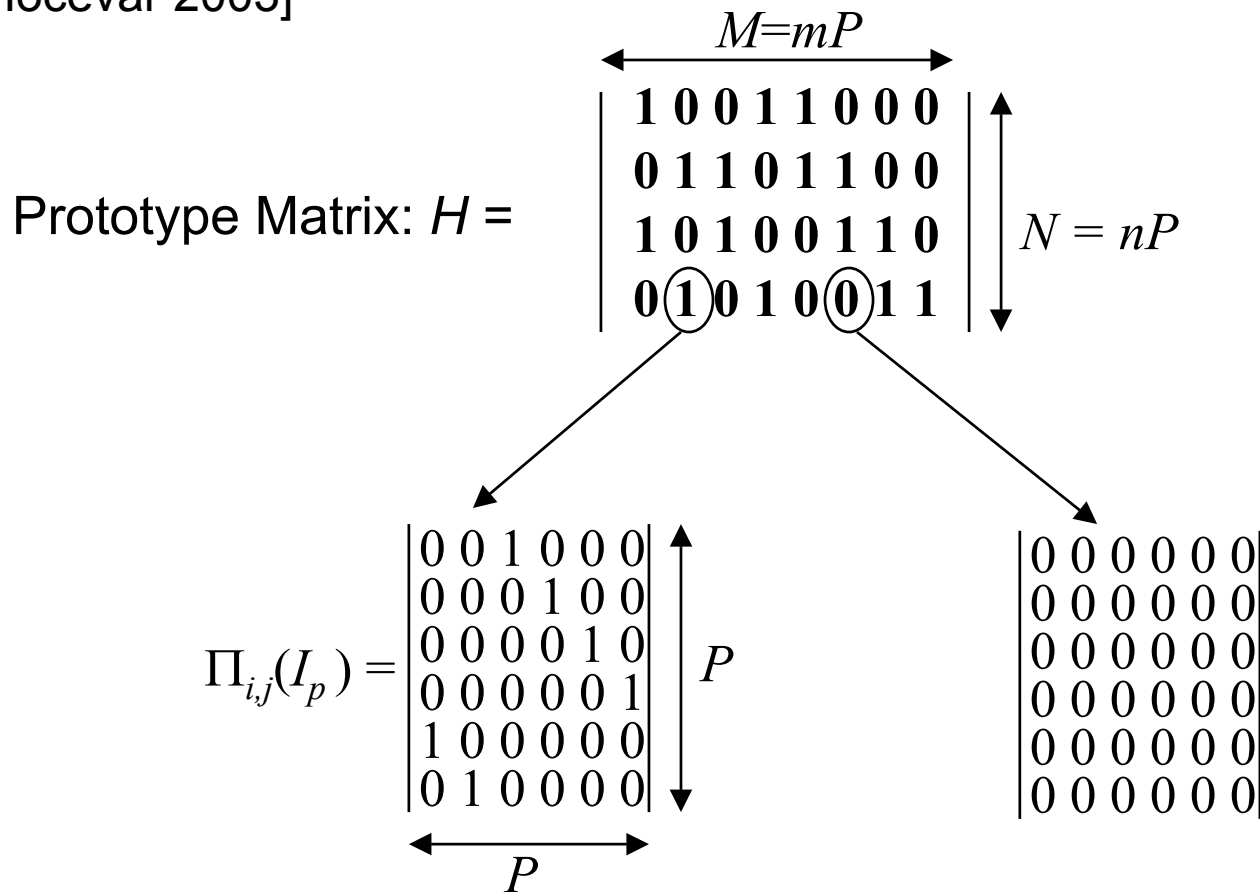 2003]
M=mP
1 0 0 1 1 0 0 0
0 1 1 0 1 1 0 0
Prototype Matrix: H =
1 0 1 0 0 1 1 0
N = nP
0 1 0 1 0 0 1 1
0 0 1 0 0 0
0 0 0 1 0 0
0 0 0 0 1 0
0 0 0 0 0 1
1 0 0 0 0 0
0 1 0 0 0 0
Πi,j(Ip) =
P
P
0 0 0 0 0 0
0 0 0 0 0 0
0 0 0 0 0 0
0 0 0 0 0 0
0 0 0 0 0 0
0 0 0 0 0 0